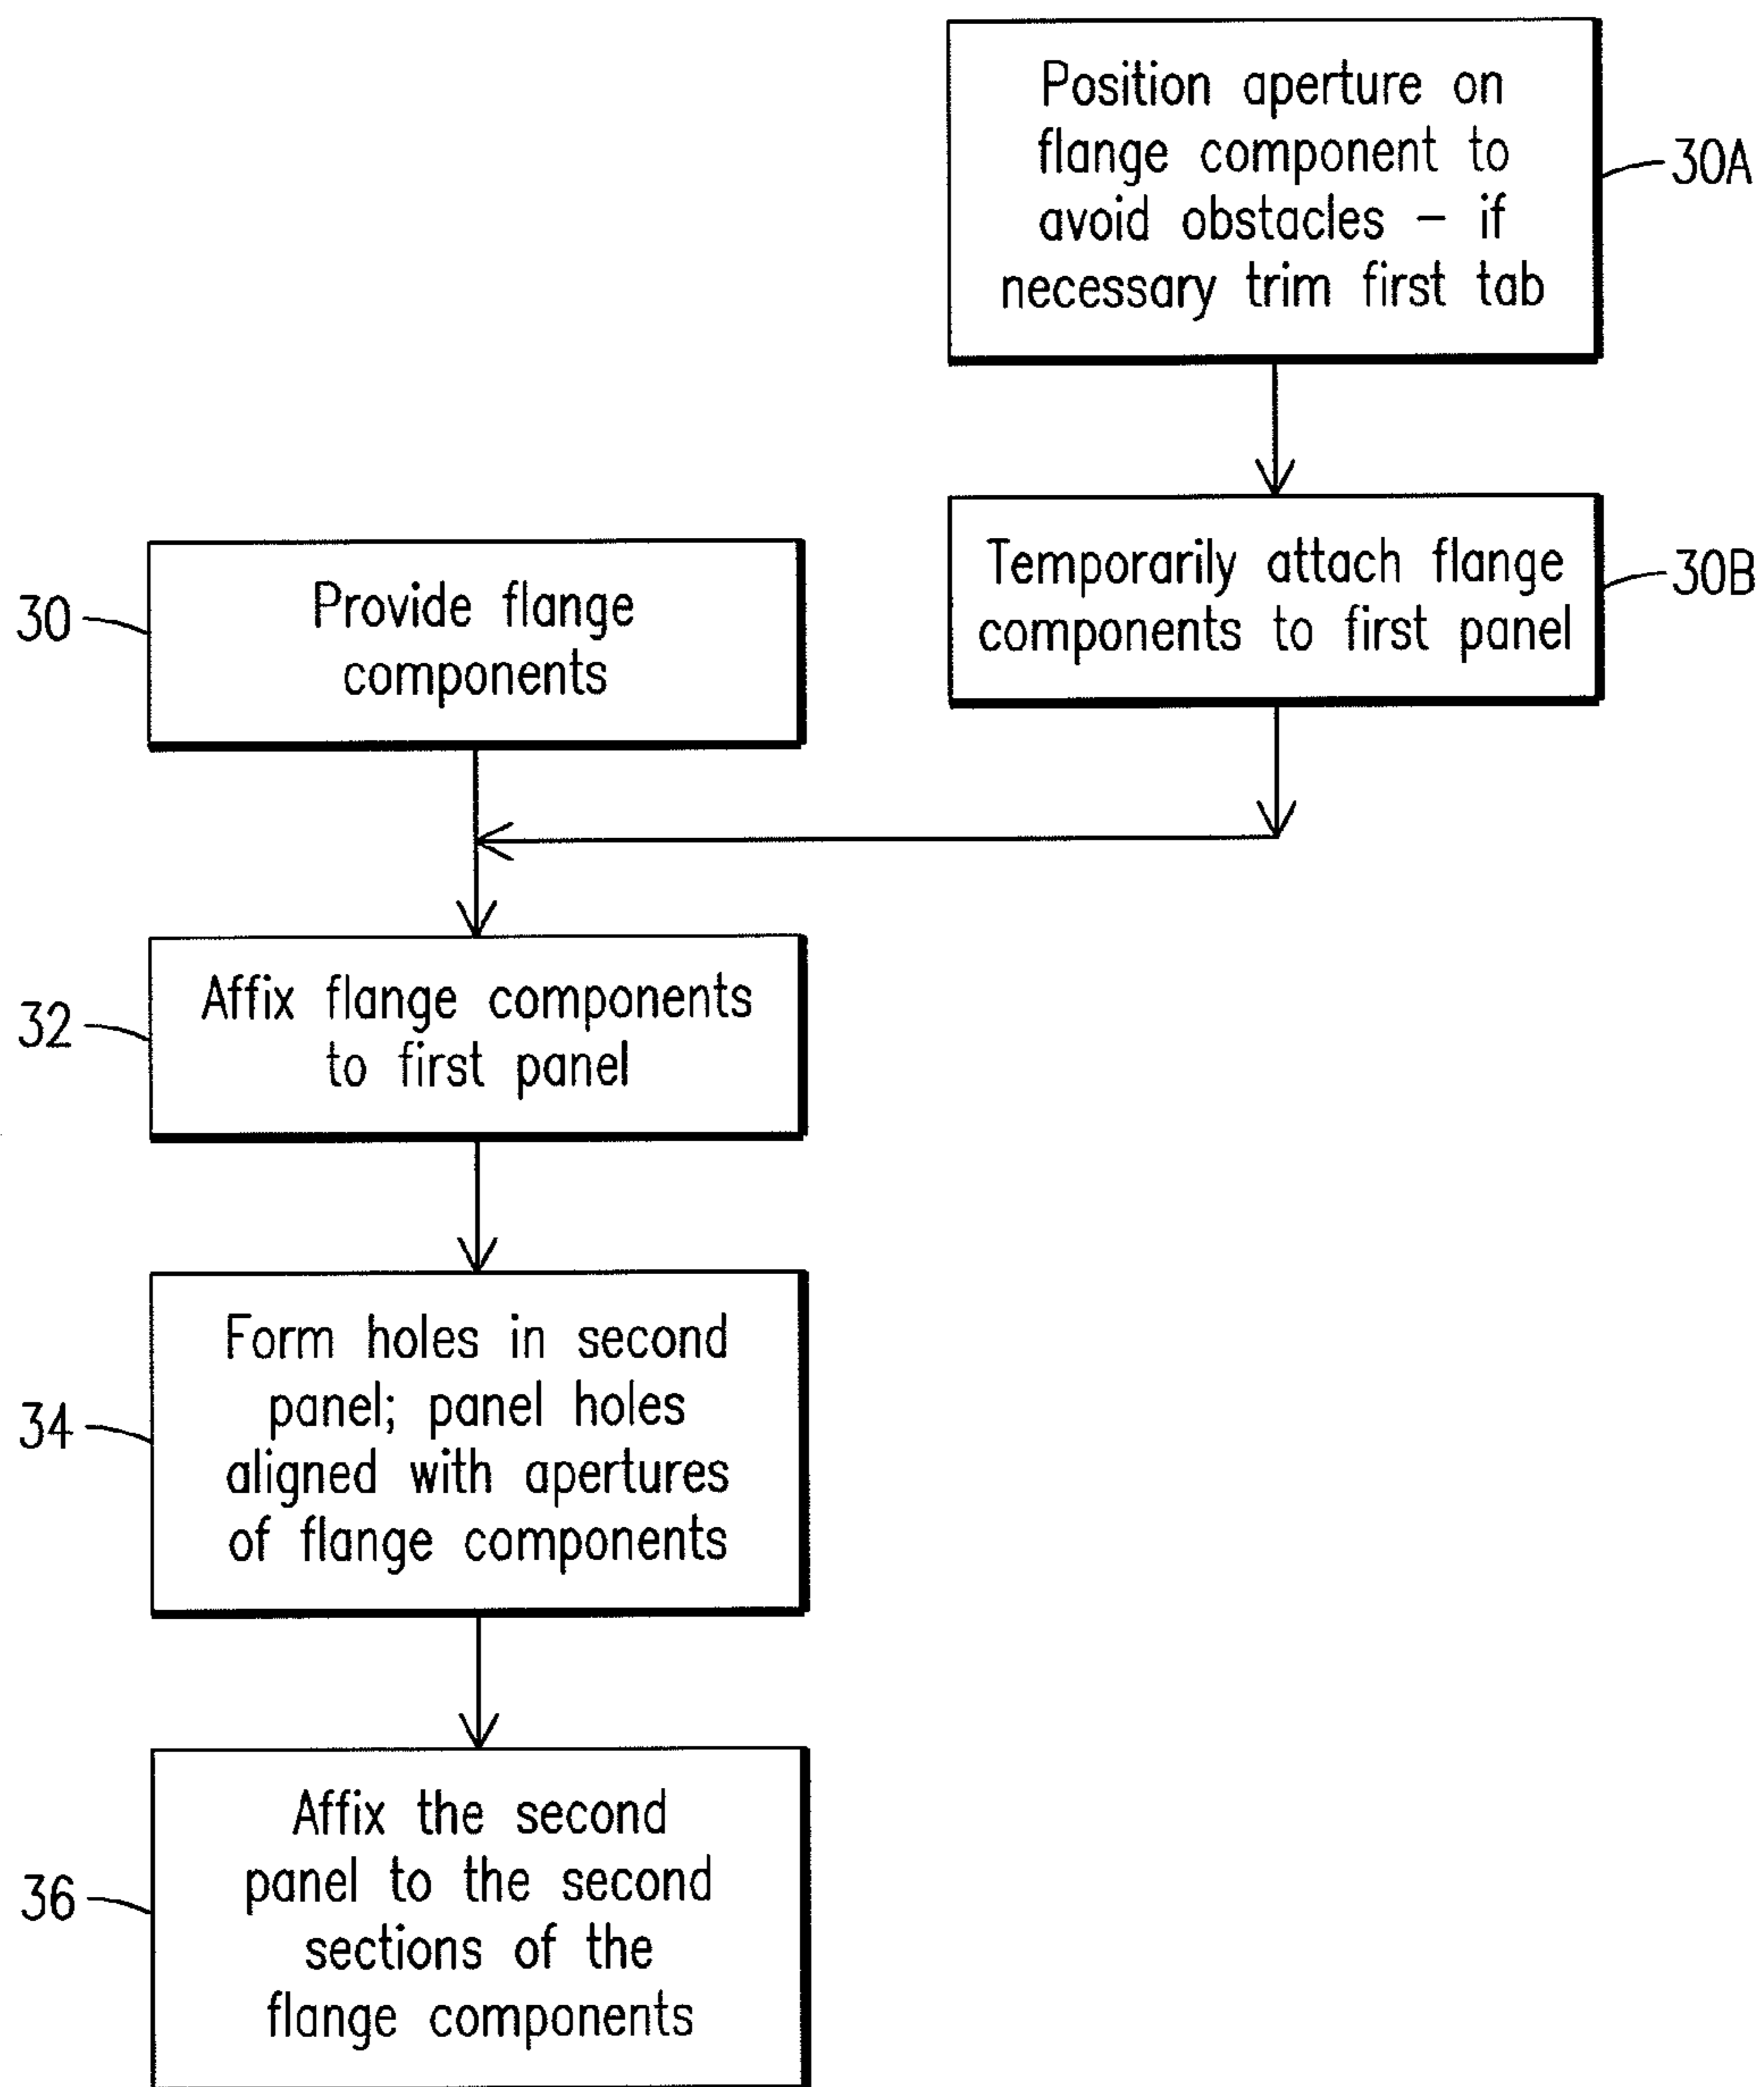 Position aperture on
flange component to
avoid obstacles – if
necessary trim first tab
30A
Temporarily attach flange
components to first panel
30B
30
Provide flange
components
32
Affix flange components
to first panel
34
Form holes in second
panel; panel holes
aligned with apertures
of flange components
36
Affix the second
panel to the second
sections of the
flange components